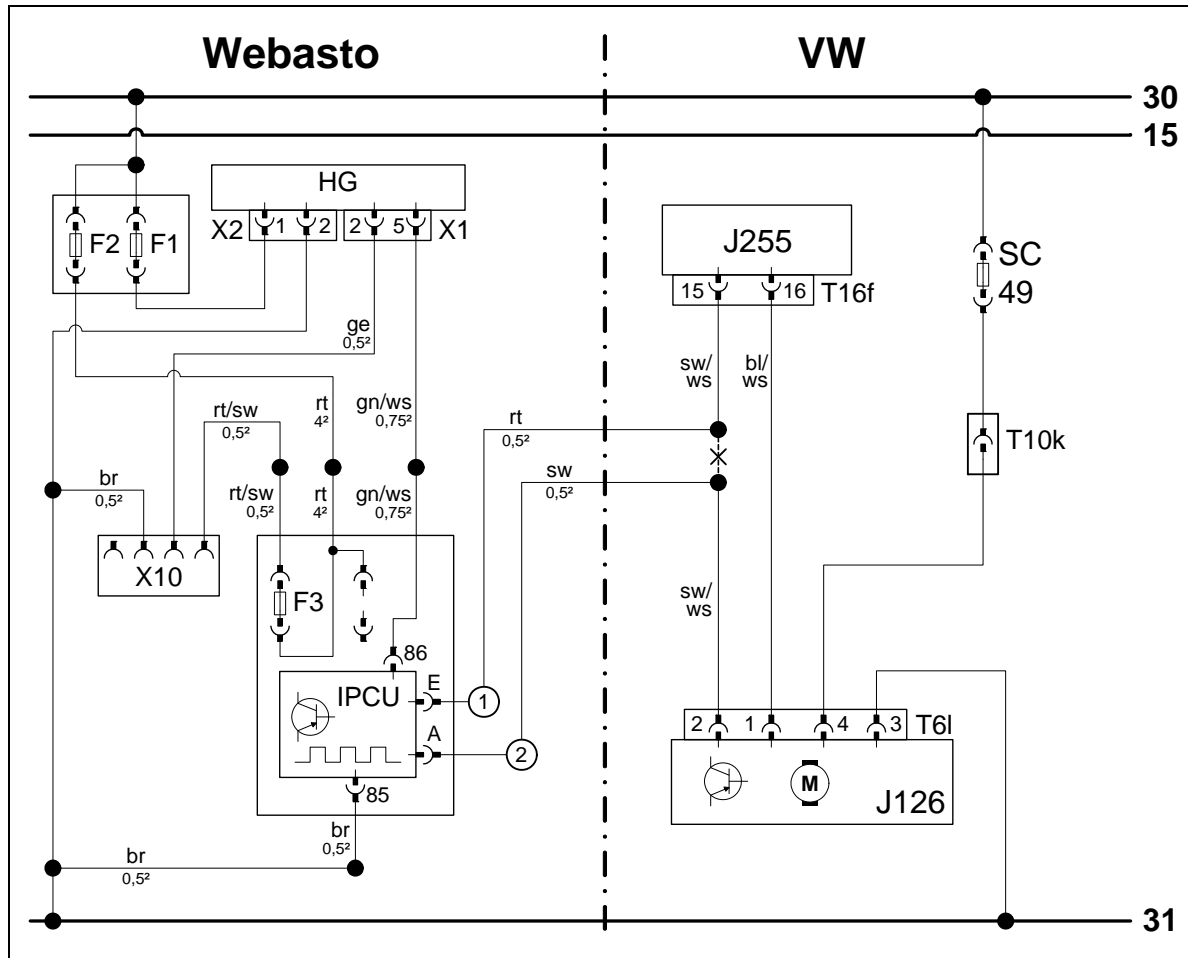 Webasto
VW
30
15
HG
X2 1 2 2 5 X1
F2 F1
J255
15 16 T16f
SC
49
ge
0,5²
sw/
ws
bl/
ws
rt/sw
0,5²
rt
4²
gn/ws
0,75²
rt
0,5²
T10k
br
0,5²
rt/sw
0,5²
rt
4²
gn/ws
0,75²
sw
0,5²
X10
F3
sw/
ws
86
IPCU
E
1
A
2
85
2 1 4 3 T6l
M
J126
br
0,5²
br
0,5²
31